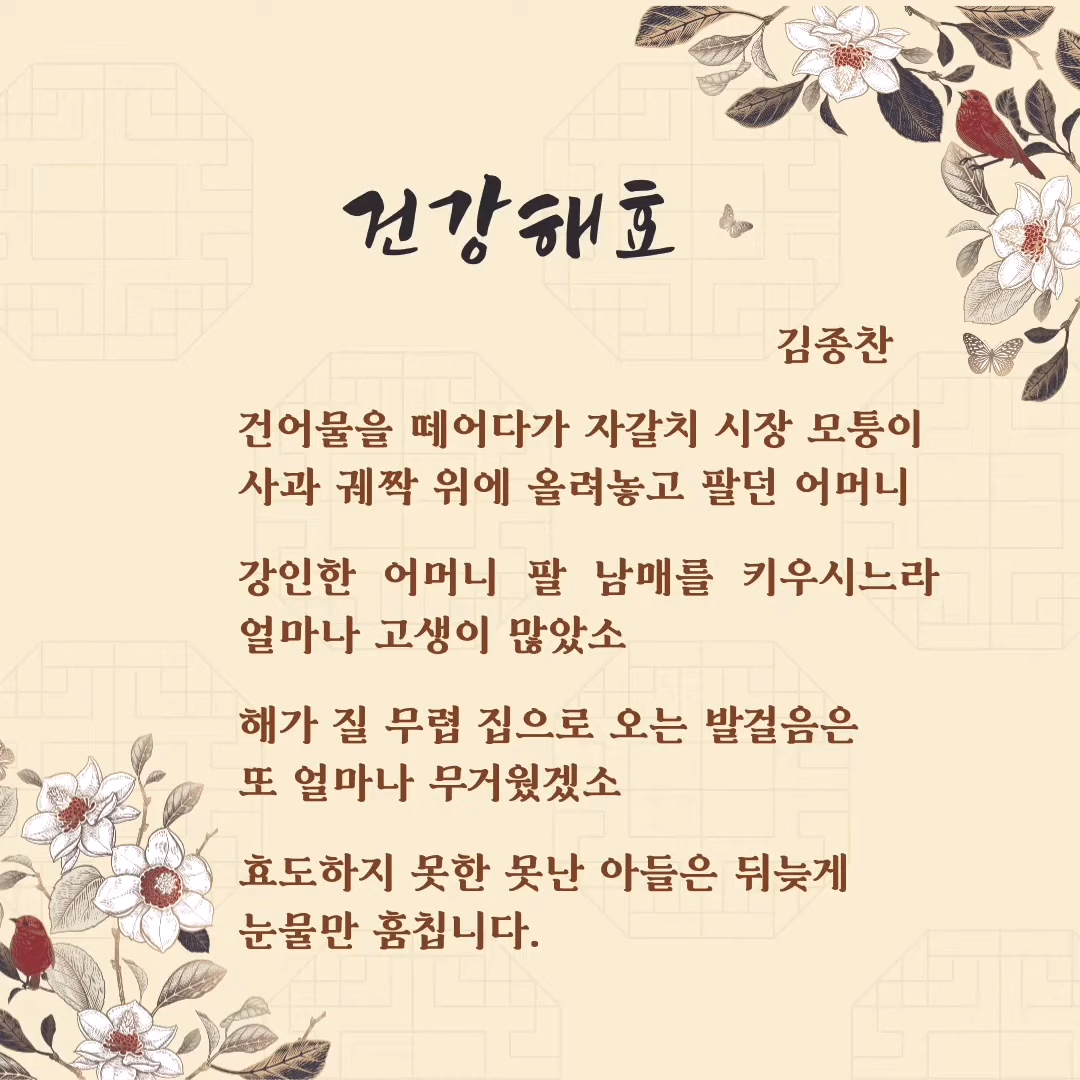 건강해효
김종찬
건어물을 떼어다가 자갈치 시장 모퉁이
사과 궤짝 위에 올려놓고 팔던 어머니
강인한 어머니 팔 남매를 키우시느라
얼마나 고생이 많았소
해가 질 무렵 집으로 오는 발걸음은
또 얼마나 무거웠겠소
효도하지 못한 못난 아들은 뒤늦게
눈물만 훔칩니다.